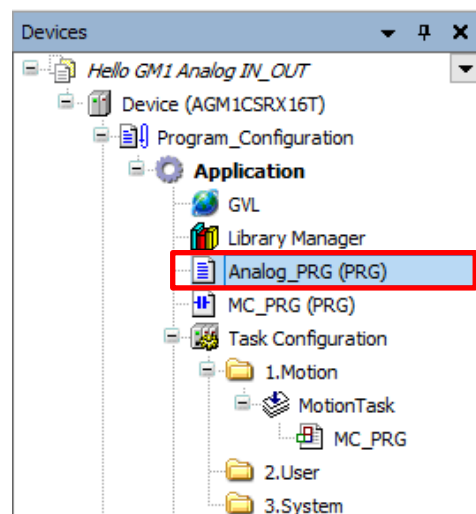 Devices
Hello GM1 Analog IN_OUT
Device (AGM1CSRX16T)
Program_Configuration
Application
GVL
Library Manager
Analog_PRG (PRG)
MC_PRG (PRG)
Task Configuration
1.Motion
MotionTask
MC_PRG
2.User
3.System